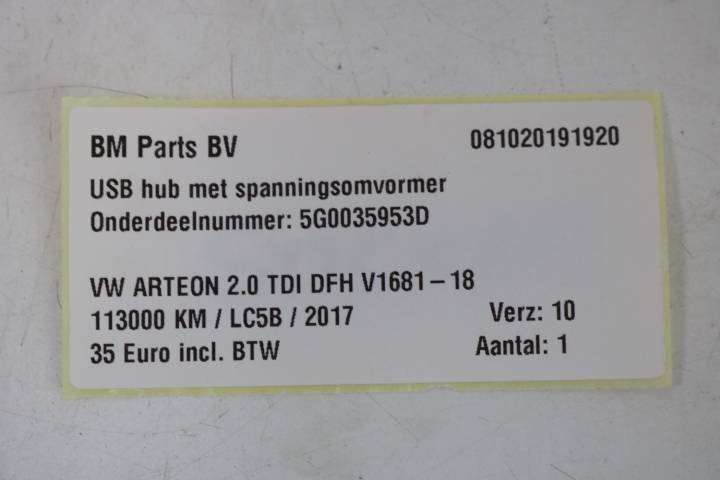 BM Parts BV 081020191920
USB hub met spanningsomvormer
Onderdeelnummer: 5G0035953D
VW ARTEON 2.0 TDI DFH V1681-18
113000 KM / LC5B / 2017 Verz: 10
35 Euro incl. BTW Aantal: 1